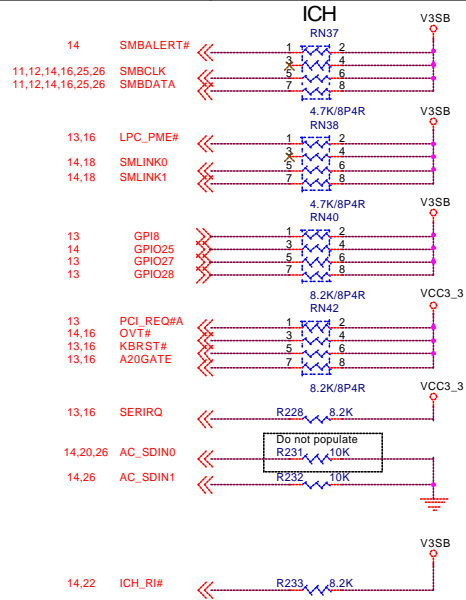 ICH
V3SB
RN37
14 SMBALERT# 1 2
3 4
11,12,14,16,25,26 SMBCLK 5 6
11,12,14,16,25,26 SMBDATA 7 8
4.7K/8P4R
V3SB
RN38
13,16 LPC_PME# 1 2
3 4
14,18 SMLINK0 5 6
14,18 SMLINK1 7 8
4.7K/8P4R
V3SB
RN40
13 GPI8 1 2
14 GPIO25 3 4
13 GPIO27 5 6
13 GPIO28 7 8
8.2K/8P4R
VCC3_3
RN42
13 PCI_REQ#A 1 2
14,16 OVT# 3 4
13,16 KBRST# 5 6
13,16 A20GATE 7 8
8.2K/8P4R
VCC3_3
13,16 SERIRQ R228 8.2K
Do not populate
14,20,26 AC_SDIN0 R231 10K
14,26 AC_SDIN1 R232 10K
V3SB
14,22 ICH_RI# R233 8.2K